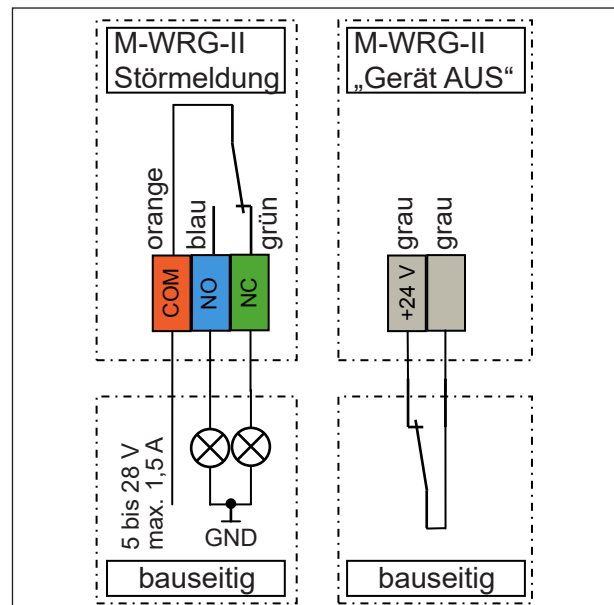 M-WRG-II
Störmeldung
orange
blau
grün
COM
NO
NC
5 bis 28 V
max. 1,5 A
GND
bauseitig
M-WRG-II
„Gerät AUS“
grau
grau
+24 V
bauseitig